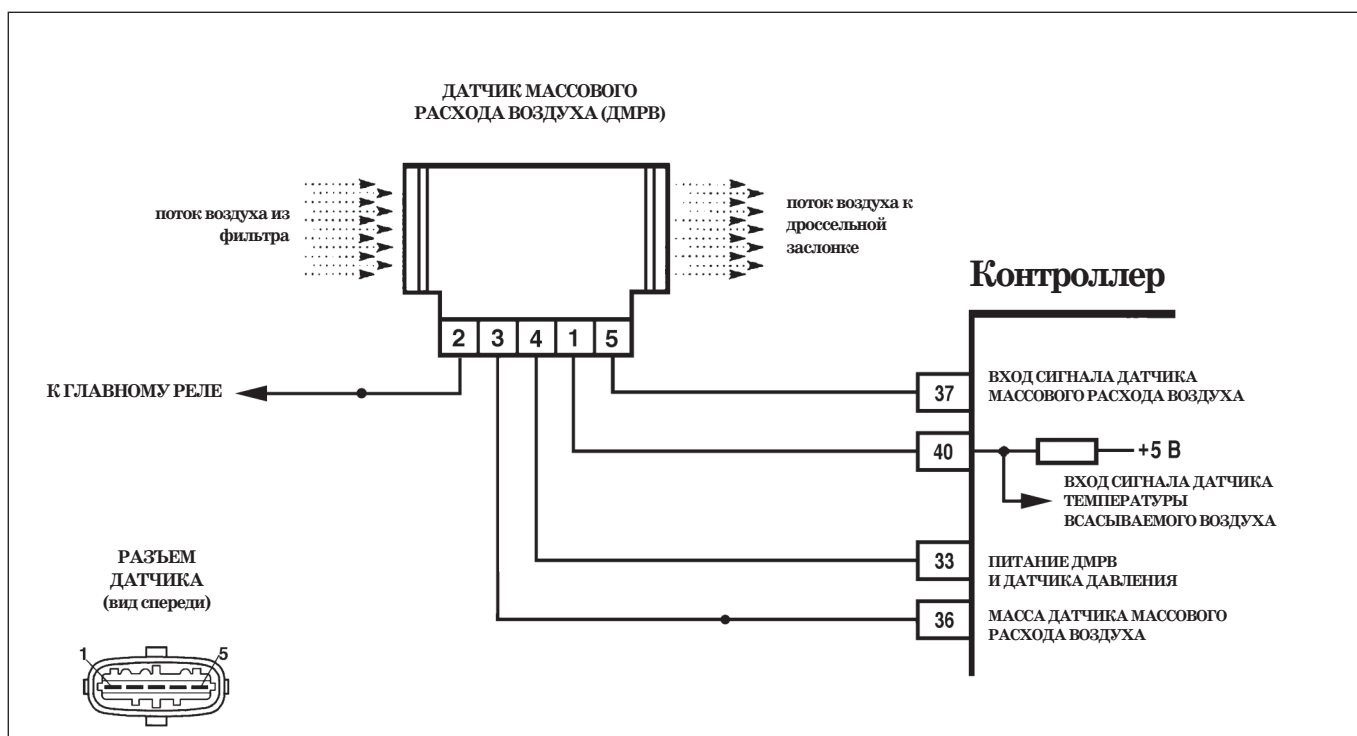 ДАТЧИК МАССОВОГО
РАСХОДА ВОЗДУХА (ДМРВ)
поток воздуха из
фильтра
поток воздуха к
дроссельной
заслонке
Контроллер
2 3 4 1 5
К ГЛАВНОМУ РЕЛЕ
37
ВХОД СИГНАЛА ДАТЧИКА
МАССОВОГО РАСХОДА ВОЗДУХА
40
+5 В
ВХОД СИГНАЛА ДАТЧИКА
ТЕМПЕРАТУРЫ
ВСАСЫВАЕМОГО ВОЗДУХА
33
ПИТАНИЕ ДМРВ
И ДАТЧИКА ДАВЛЕНИЯ
36
МАССА ДАТЧИКА МАССОВОГО
РАСХОДА ВОЗДУХА
РАЗЪЕМ
ДАТЧИКА
(вид спереди)
1 5